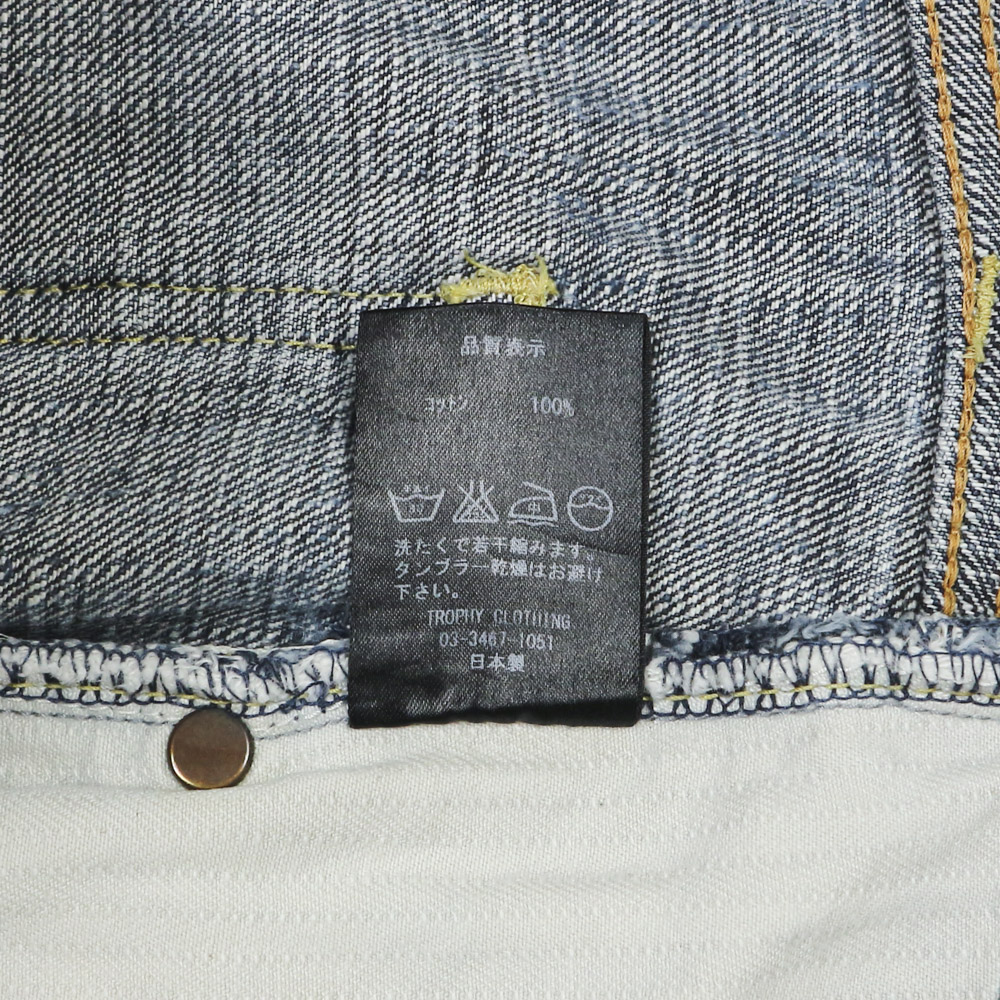 品質表示
コットン 100%
洗たくで若干縮みます。
タンブラー乾燥はお避け
下さい。
TROPHY CLOTHING
03-3467-1051
日本製